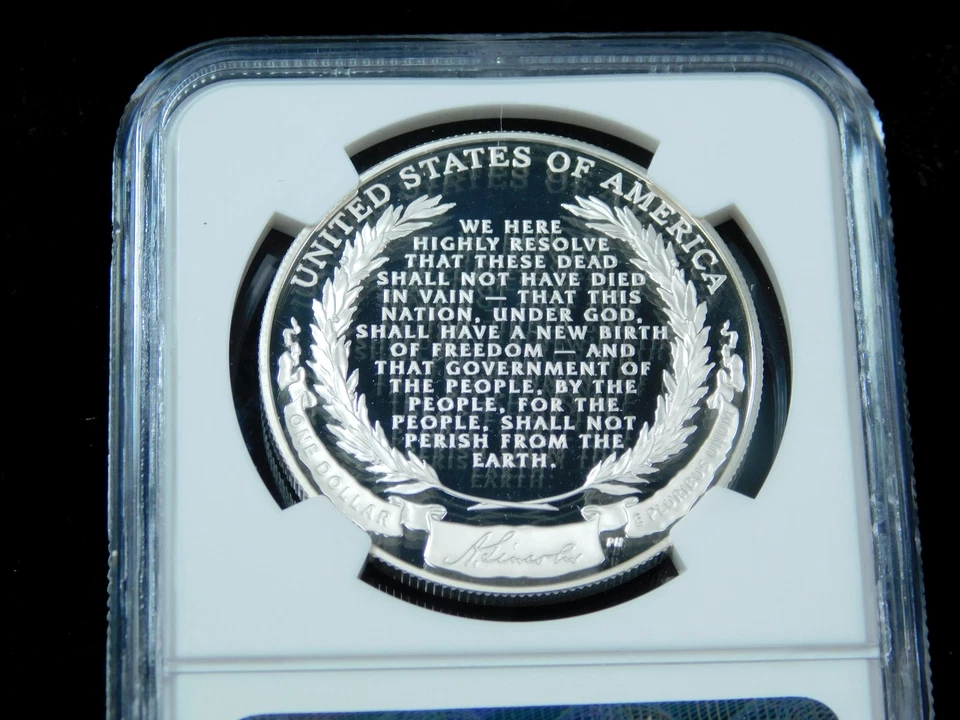 UNITED STATES OF AMERICA
WE HERE
HIGHLY RESOLVE
THAT THESE DEAD
SHALL NOT HAVE DIED
IN VAIN — THAT THIS
NATION, UNDER GOD,
SHALL HAVE A NEW BIRTH
OF FREEDOM — AND
THAT GOVERNMENT OF
THE PEOPLE, BY THE
PEOPLE, FOR THE
PEOPLE, SHALL NOT
PERISH FROM THE
EARTH.
ONE DOLLAR
A. Lincoln
PH
E PLURIBUS UNUM